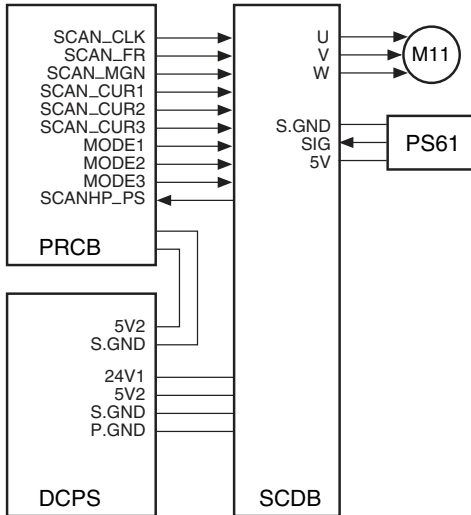 SCAN_CLK
SCAN_FR
SCAN_MGN
SCAN_CUR1
SCAN_CUR2
SCAN_CUR3
MODE1
MODE2
MODE3
SCANHP_PS
PRCB
5V2
S.GND
24V1
5V2
S.GND
P.GND
DCPS
SCDB
U
V
W
M11
S.GND
SIG
5V
PS61